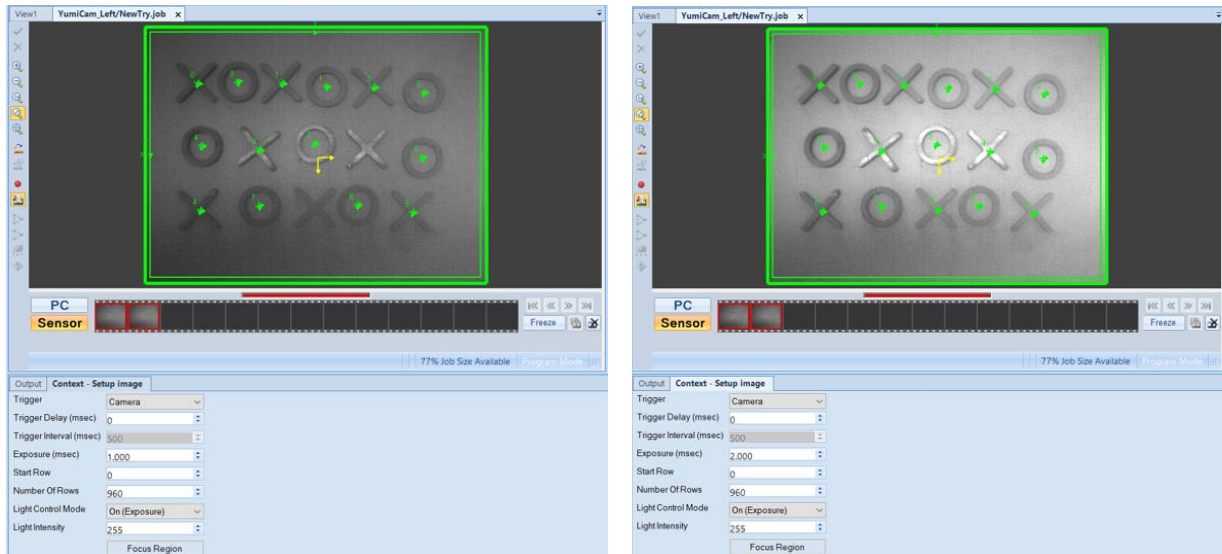 View1 YumiCam_Left/NewTry.job x
PC
Sensor
Freeze
77% Job Size Available Program Mode
Output Context - Setup image
Trigger Camera
Trigger Delay (msec) 0
Trigger Interval (msec) 500
Exposure (msec) 1.000
Start Row 0
Number Of Rows 960
Light Control Mode On (Exposure)
Light Intensity 255
Focus Region
View1 YumiCam_Left/NewTry.job x
PC
Sensor
Freeze
77% Job Size Available Program Mode
Output Context - Setup image
Trigger Camera
Trigger Delay (msec) 0
Trigger Interval (msec) 500
Exposure (msec) 2.000
Start Row 0
Number Of Rows 960
Light Control Mode On (Exposure)
Light Intensity 255
Focus Region